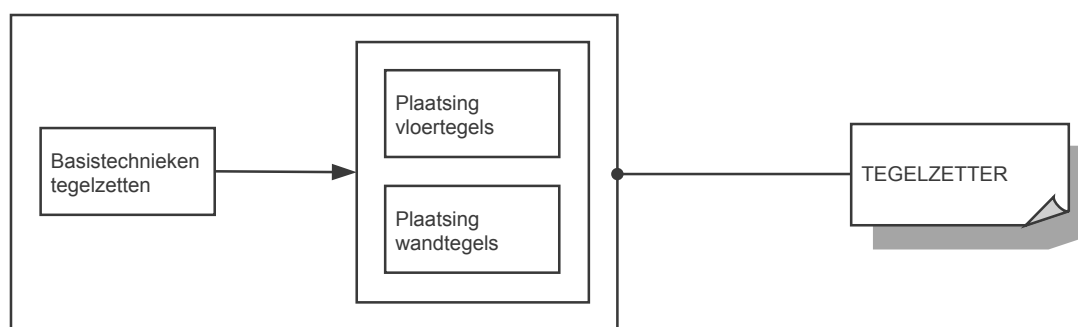 Basistechnieken
tegelzetten
Plaatsing
vloertegels
Plaatsing
wandtegels
TEGELZETTER